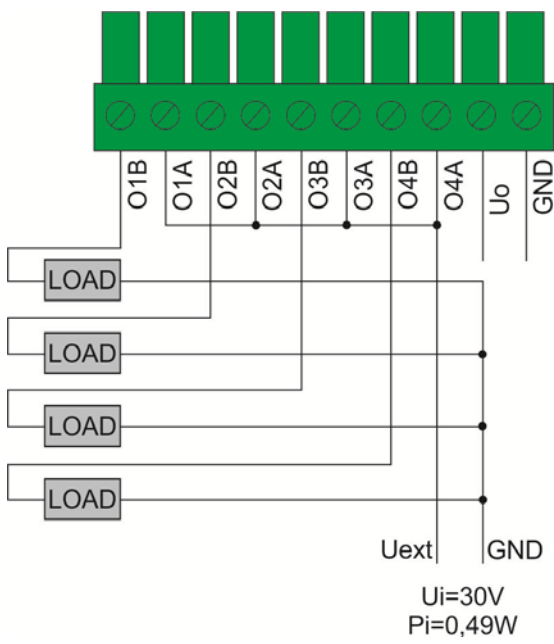 O1B
O1A
O2B
O2A
O3B
O3A
O4B
O4A
Uo
GND
LOAD
LOAD
LOAD
LOAD
Uext
GND
Ui=30V
Pi=0,49W